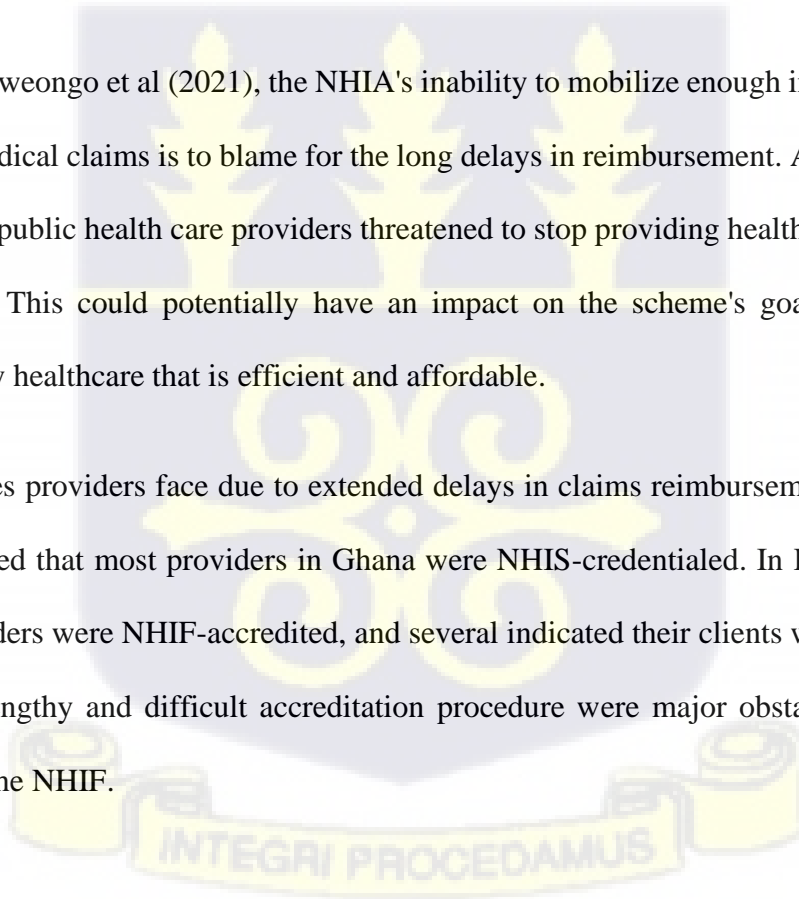 weongo et al (2021), the NHIA's inability to mobilize enough i
dical claims is to blame for the long delays in reimbursement.
public health care providers threatened to stop providing health
This could potentially have an impact on the scheme's goa
healthcare that is efficient and affordable.
es providers face due to extended delays in claims reimbursem
ed that most providers in Ghana were NHIS-credentialed. In
ders were NHIF-accredited, and several indicated their clients
ngthy and difficult accreditation procedure were major obsta
he NHIF.
INTEGRI PROCEDAMUS